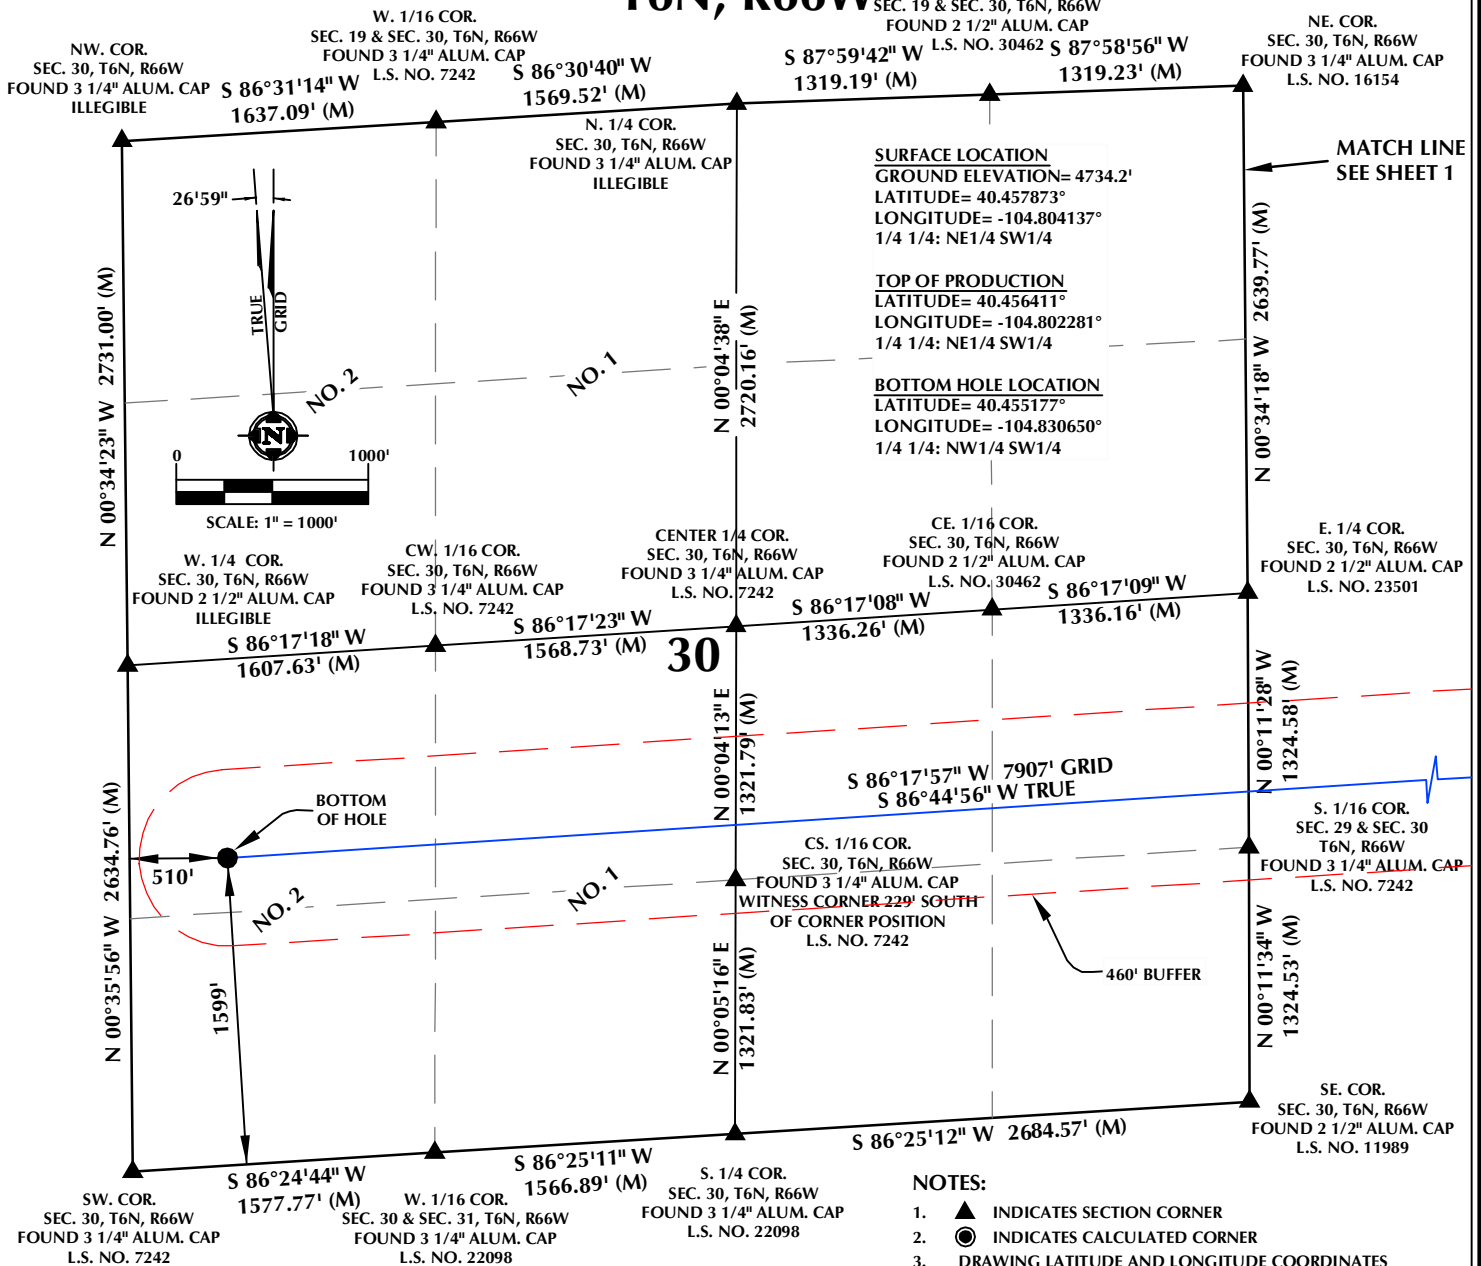 T6N, R66W
W. 1/16 COR.
SEC. 19 & SEC. 30, T6N, R66W
FOUND 3 1/4" ALUM. CAP
L.S. NO. 7242
SEC. 19 & SEC. 30, T6N, R66W
FOUND 2 1/2" ALUM. CAP
L.S. NO. 30462
NE. COR.
SEC. 30, T6N, R66W
FOUND 3 1/4" ALUM. CAP
L.S. NO. 16154
NW. COR.
SEC. 30, T6N, R66W
FOUND 3 1/4" ALUM. CAP
ILLEGIBLE
S 86°31'14" W
1637.09' (M)
S 86°30'40" W
1569.52' (M)
S 87°59'42" W
1319.19' (M)
S 87°58'56" W
1319.23' (M)
N. 1/4 COR.
SEC. 30, T6N, R66W
FOUND 3 1/4" ALUM. CAP
ILLEGIBLE
MATCH LINE
SEE SHEET 1
SURFACE LOCATION
GROUND ELEVATION= 4734.2'
LATITUDE= 40.457873°
LONGITUDE= -104.804137°
1/4 1/4: NE1/4 SW1/4
TOP OF PRODUCTION
LATITUDE= 40.456411°
LONGITUDE= -104.802281°
1/4 1/4: NE1/4 SW1/4
BOTTOM HOLE LOCATION
LATITUDE= 40.455177°
LONGITUDE= -104.830650°
1/4 1/4: NW1/4 SW1/4
26'59"
TRUE
GRID
N
0 1000'
SCALE: 1" = 1000'
NO. 2
NO. 1
N 00°34'23" W 2731.00' (M)
N 00°04'38" E
2720.16' (M)
N 00°34'18" W 2639.77' (M)
W. 1/4 COR.
SEC. 30, T6N, R66W
FOUND 2 1/2" ALUM. CAP
ILLEGIBLE
CW. 1/16 COR.
SEC. 30, T6N, R66W
FOUND 3 1/4" ALUM. CAP
L.S. NO. 7242
CENTER 1/4 COR.
SEC. 30, T6N, R66W
FOUND 3 1/4" ALUM. CAP
L.S. NO. 7242
CE. 1/16 COR.
SEC. 30, T6N, R66W
FOUND 2 1/2" ALUM. CAP
L.S. NO. 30462
E. 1/4 COR.
SEC. 30, T6N, R66W
FOUND 2 1/2" ALUM. CAP
L.S. NO. 23501
S 86°17'18" W
1607.63' (M)
S 86°17'23" W
1568.73' (M)
S 86°17'08" W
1336.26' (M)
S 86°17'09" W
1336.16' (M)
30
N 00°04'13" E
1321.79' (M)
N 00°11'28" W
1324.58' (M)
S 86°17'57" W 7907' GRID
S 86°44'56" W TRUE
BOTTOM
OF HOLE
510'
N 00°35'56" W 2634.76' (M)
NO. 2
NO. 1
CS. 1/16 COR.
SEC. 30, T6N, R66W
FOUND 3 1/4" ALUM. CAP
WITNESS CORNER 229' SOUTH
OF CORNER POSITION
L.S. NO. 7242
S. 1/16 COR.
SEC. 29 & SEC. 30
T6N, R66W
FOUND 3 1/4" ALUM. CAP
L.S. NO. 7242
460' BUFFER
1599'
N 00°05'16" E
1321.83' (M)
N 00°11'34" W
1324.53' (M)
S 86°24'44" W
1577.77' (M)
S 86°25'11" W
1566.89' (M)
S 86°25'12" W 2684.57' (M)
SE. COR.
SEC. 30, T6N, R66W
FOUND 2 1/2" ALUM. CAP
L.S. NO. 11989
SW. COR.
SEC. 30, T6N, R66W
FOUND 3 1/4" ALUM. CAP
L.S. NO. 7242
W. 1/16 COR.
SEC. 30 & SEC. 31, T6N, R66W
FOUND 3 1/4" ALUM. CAP
L.S. NO. 22098
S. 1/4 COR.
SEC. 30, T6N, R66W
FOUND 3 1/4" ALUM. CAP
L.S. NO. 22098
NOTES:
1. INDICATES SECTION CORNER
2. INDICATES CALCULATED CORNER
3. DRAWING LATITUDE AND LONGITUDE COORDINATES